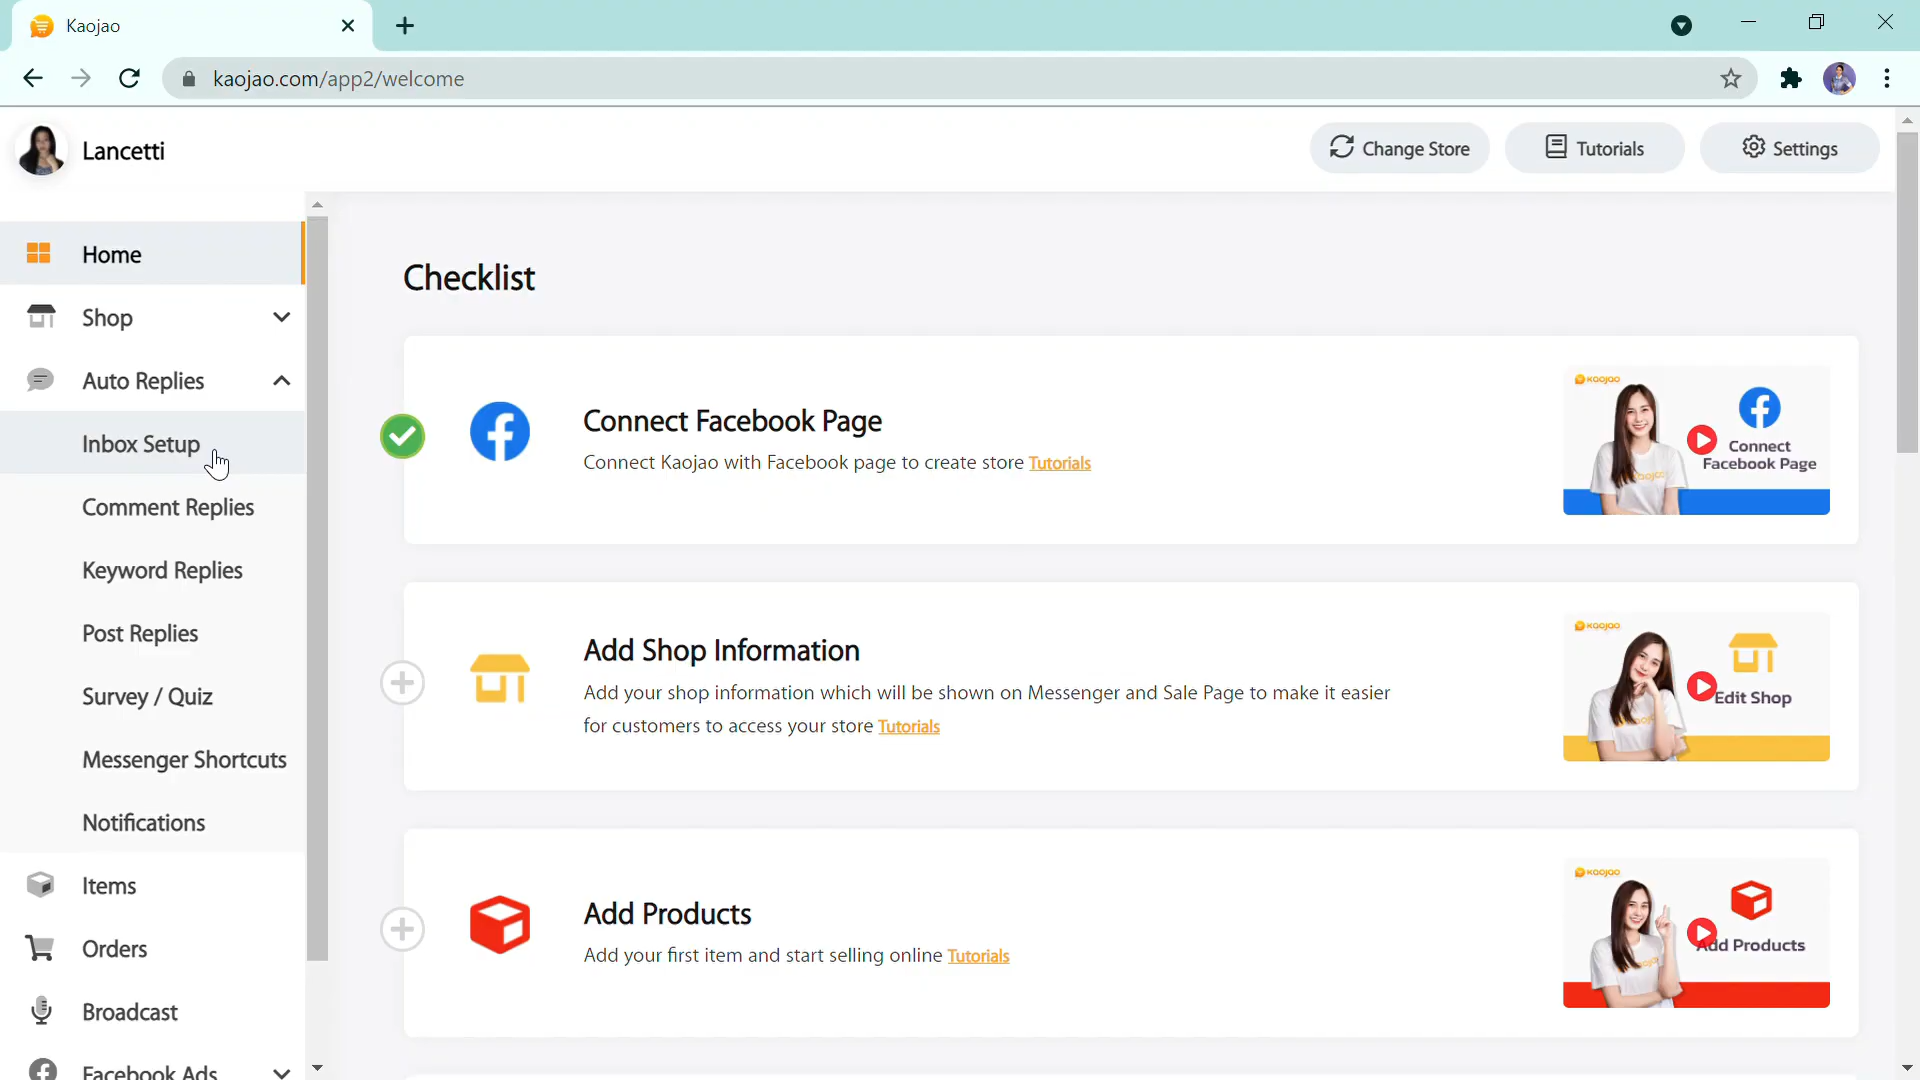 Kaojao
kaojao.com/app2/welcome
Lancetti
Change Store
Tutorials
Settings
Home
Shop
Auto Replies
Inbox Setup
Comment Replies
Keyword Replies
Post Replies
Survey / Quiz
Messenger Shortcuts
Notifications
Items
Orders
Broadcast
Facebook Ads
Checklist
Connect Facebook Page
Connect Kaojao with Facebook page to create store Tutorials
KAOJAO
Connect
Facebook Page
Add Shop Information
Add your shop information which will be shown on Messenger and Sale Page to make it easier
for customers to access your store Tutorials
KAOJAO
Edit Shop
Add Products
Add your first item and start selling online Tutorials
KAOJAO
Add Products